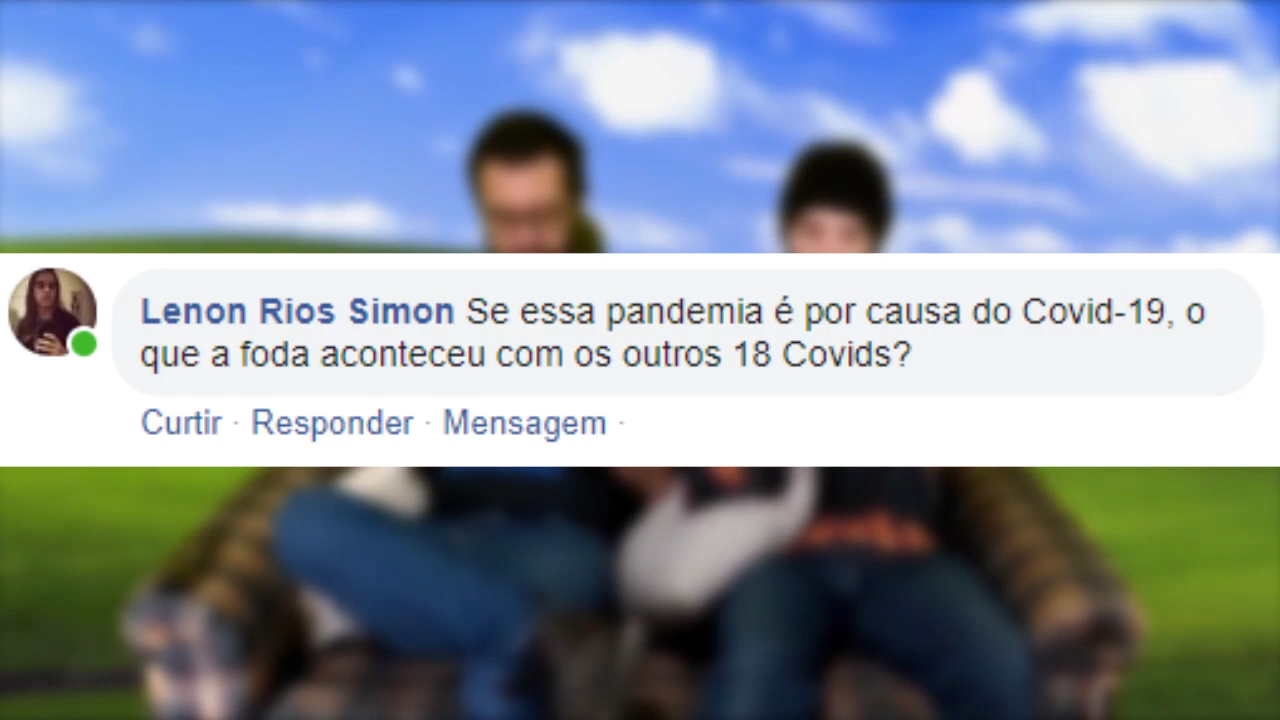 Lenon Rios Simon Se essa pandemia é por causa do Covid-19, o
que a foda aconteceu com os outros 18 Covids?
Curtir · Responder · Mensagem ·